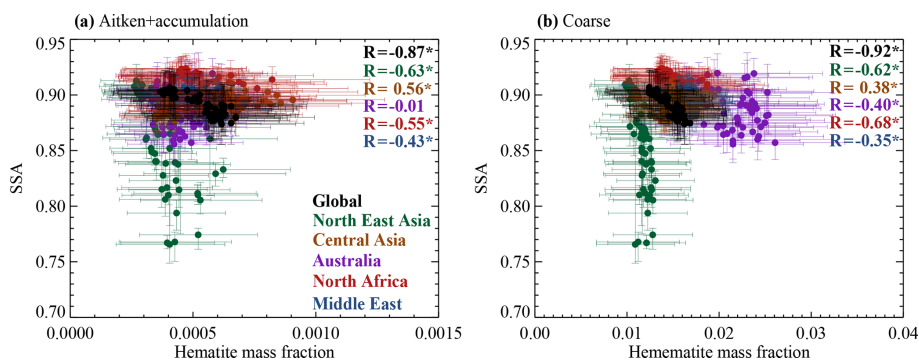 (a) Aitken+accumulation
0.95
0.90
0.85
0.80
0.75
0.70
SSA
R=-0.87*
R=-0.63*
R= 0.56*
R=-0.01
R=-0.55*
R=-0.43*
Global
North East Asia
Central Asia
Australia
North Africa
Middle East
0.0000
0.0005
0.0010
0.0015
Hematite mass fraction
(b) Coarse
0.95
0.90
0.85
0.80
0.75
0.70
SSA
R=-0.92*
R=-0.62*
R= 0.38*
R=-0.40*
R=-0.68*
R=-0.35*
0.00
0.01
0.02
0.03
0.04
Hememtite mass fraction